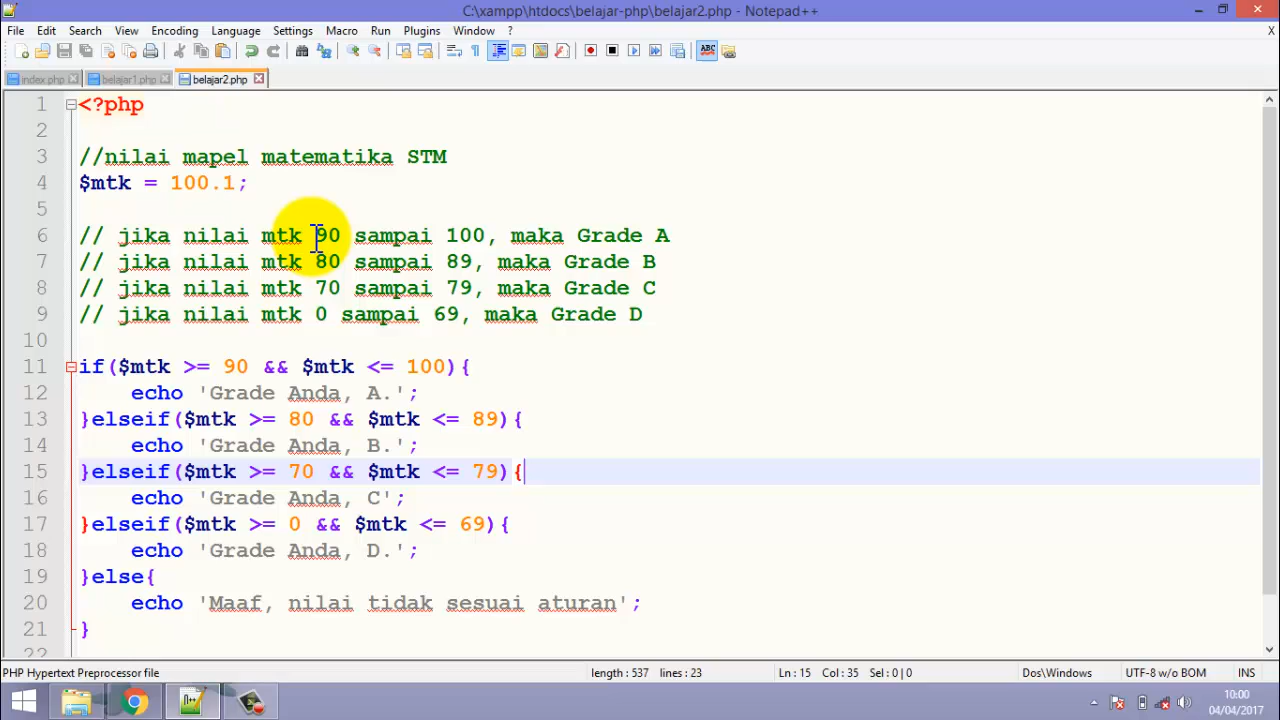 C:\xampp\htdocs\belajar-php\belajar2.php - Notepad++
File Edit Search View Encoding Language Settings Macro Run Plugins Window ? X
index.php belajar1.php belajar2.php
1 <?php
2
3 //nilai mapel matematika STM
4 $mtk = 100.1;
5
6 // jika nilai mtk 90 sampai 100, maka Grade A
7 // jika nilai mtk 80 sampai 89, maka Grade B
8 // jika nilai mtk 70 sampai 79, maka Grade C
9 // jika nilai mtk 0 sampai 69, maka Grade D
10
11 if($mtk >= 90 && $mtk <= 100){
12 echo 'Grade Anda, A.';
13 }elseif($mtk >= 80 && $mtk <= 89){
14 echo 'Grade Anda, B.';
15 }elseif($mtk >= 70 && $mtk <= 79){
16 echo 'Grade Anda, C';
17 }elseif($mtk >= 0 && $mtk <= 69){
18 echo 'Grade Anda, D.';
19 }else{
20 echo 'Maaf, nilai tidak sesuai aturan';
21 }
22
PHP Hypertext Preprocessor file length : 537 lines : 23 Ln : 15 Col : 35 Sel : 0 | 0 Dos\Windows UTF-8 w/o BOM INS
10:00
04/04/2017